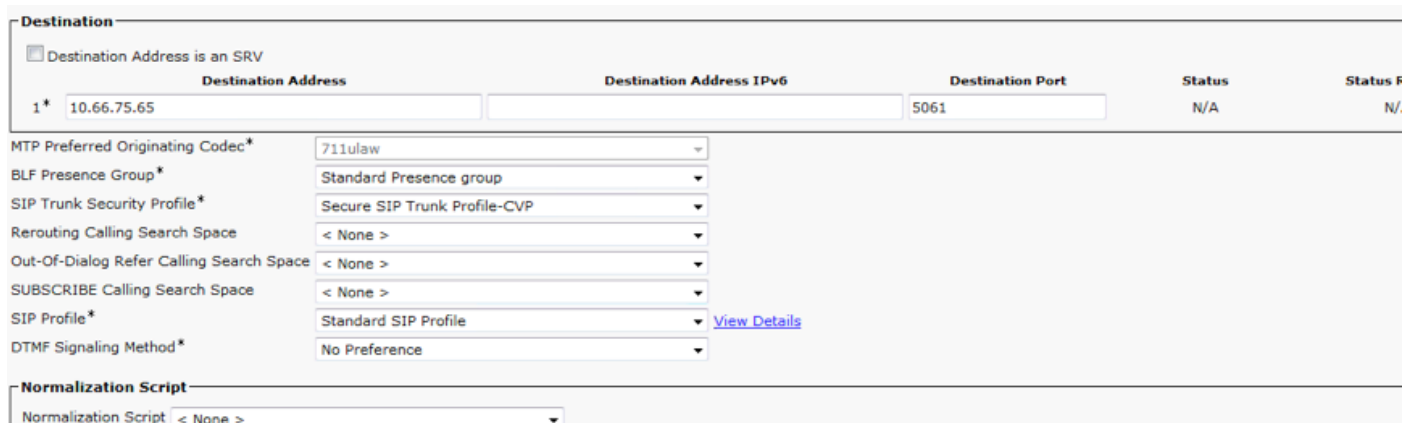 Destination
Destination Address is an SRV
Destination Address Destination Address IPv6 Destination Port Status Status
1* 10.66.75.65 5061 N/A N/
MTP Preferred Originating Codec* 711ulaw
BLF Presence Group* Standard Presence group
SIP Trunk Security Profile* Secure SIP Trunk Profile-CVP
Rerouting Calling Search Space < None >
Out-Of-Dialog Refer Calling Search Space < None >
SUBSCRIBE Calling Search Space < None >
SIP Profile* Standard SIP Profile View Details
DTMF Signaling Method* No Preference
Normalization Script
Normalization Script < None >